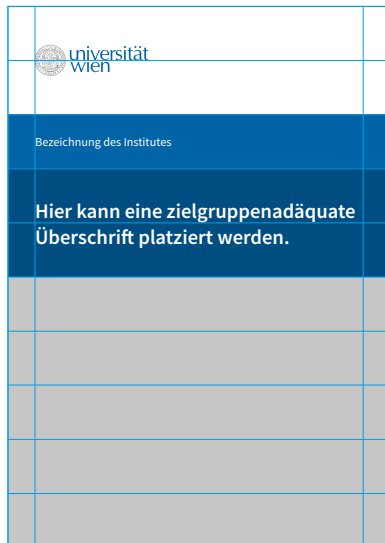 universität
wien
Bezeichnung des Institutes
Hier kann eine zielgruppenadäquate
Überschrift platziert werden.